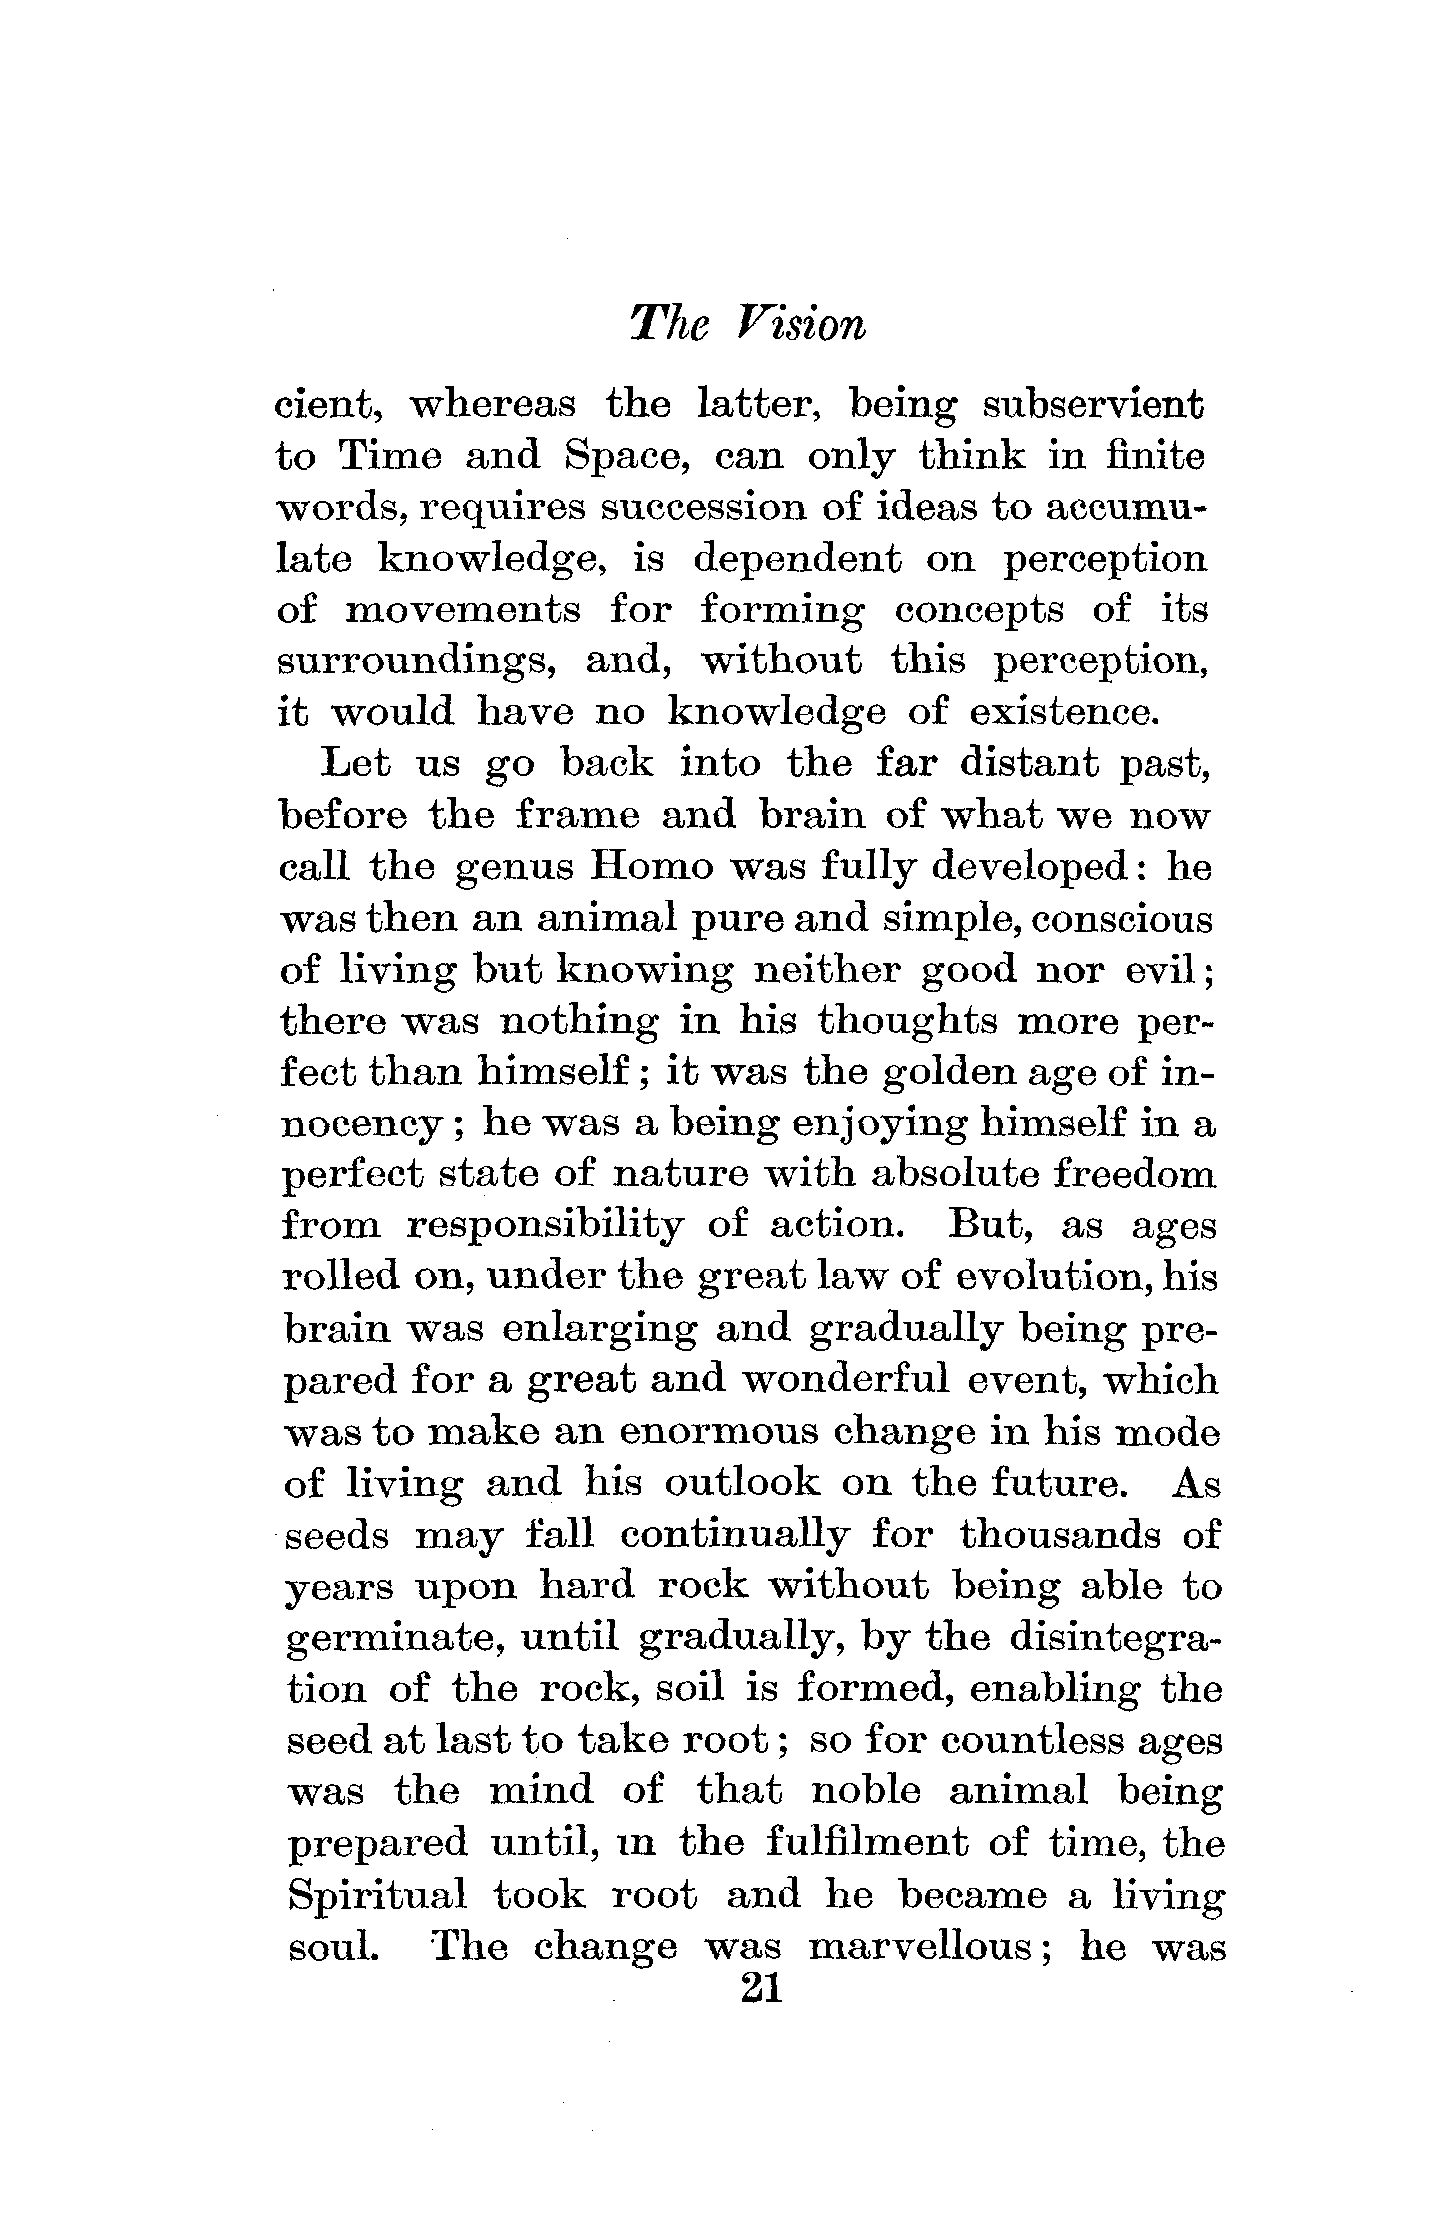 The Vision
cient, whereas the latter, being subservient
to Time and Space, can only think in finite
words, requires succession of ideas to accumu-
late knowledge, is dependent on perception
of movements for forming concepts of its
surroundings, and, without this perception,
it would have no knowledge of existence.
Let us go back into the far distant past,
before the frame and brain of what we now
call the genus Homo was fully developed: he
was then an animal pure and simple, conscious
of living but knowing neither good nor evil;
there was nothing in his thoughts more per-
fect than himself; it was the golden age of in-
nocency; he was a being enjoying himself in a
perfect state of nature with absolute freedom
from responsibility of action. But, as ages
rolled on, under the great law of evolution, his
brain was enlarging and gradually being pre-
pared for a great and wonderful event, which
was to make an enormous change in his mode
of living and his outlook on the future. As
seeds may fall continually for thousands of
years upon hard rock without being able to
germinate, until gradually, by the disintegra-
tion of the rock, soil is formed, enabling the
seed at last to take root; so for countless ages
was the mind of that noble animal being
prepared until, in the fulfilment of time, the
Spiritual took root and he became a living
soul. The change was marvellous; he was
21